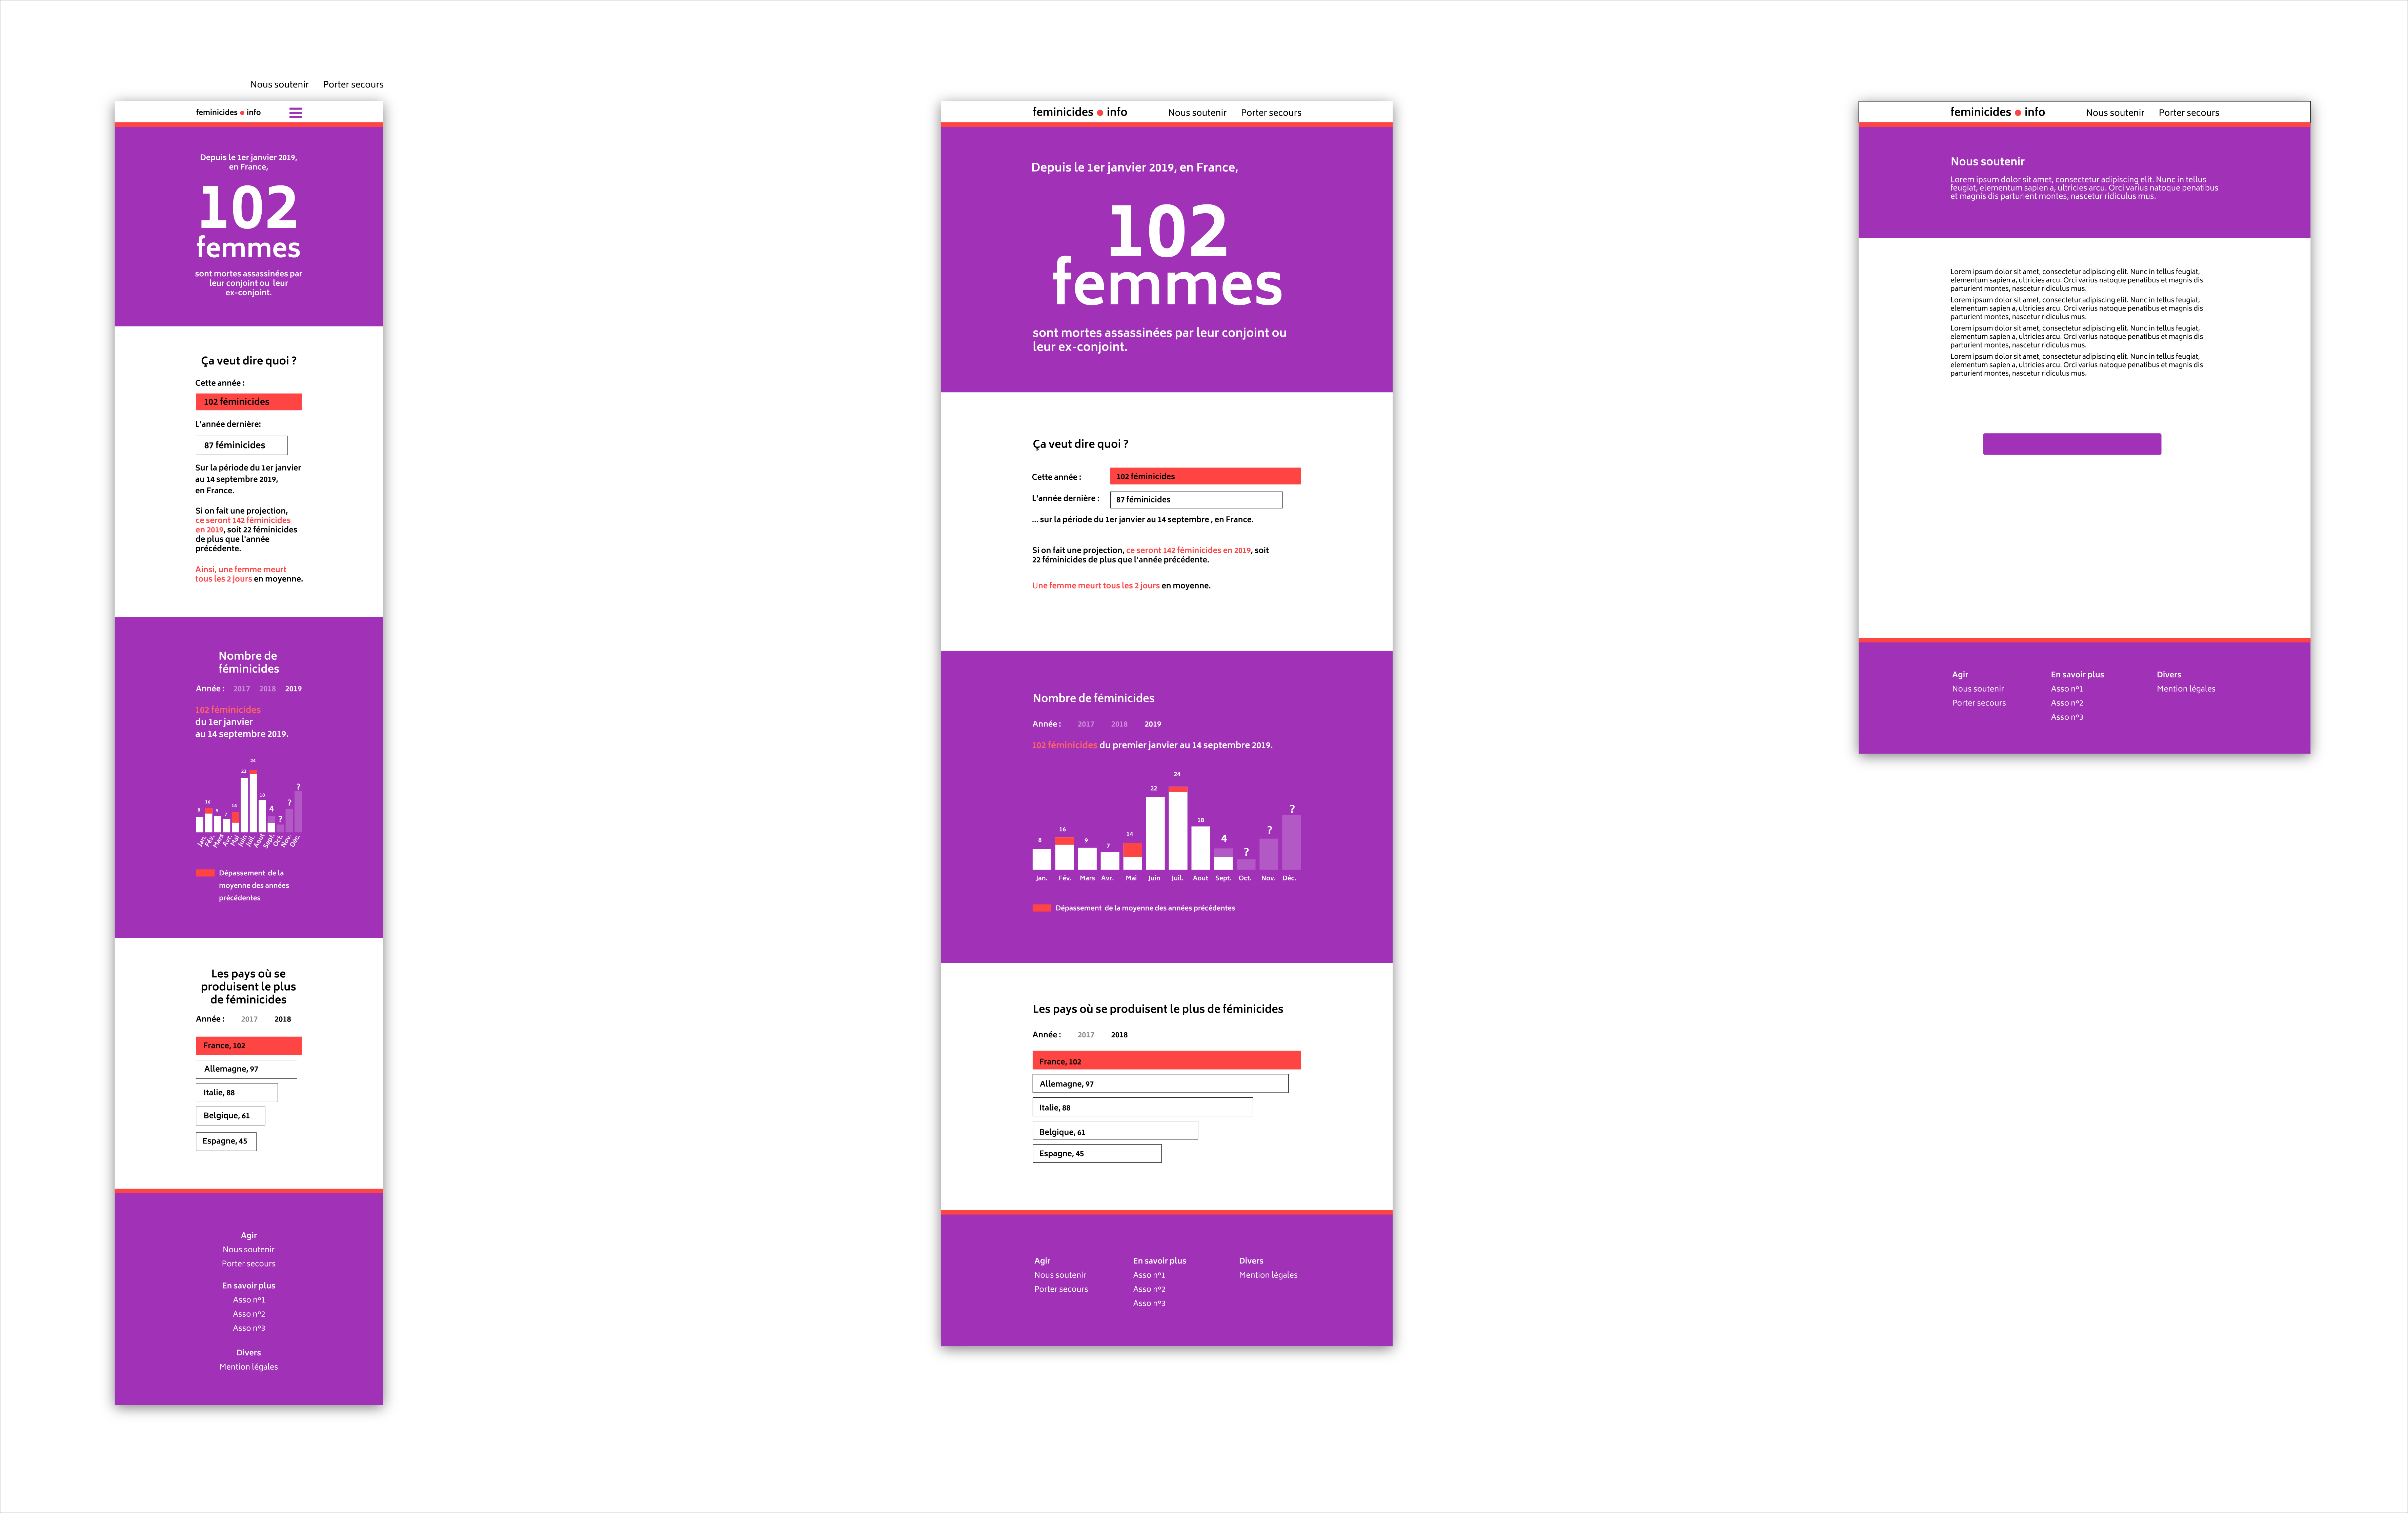 Nous soutenir Porter secours
feminicides info
Depuis le 1er janvier 2019,
en France,
102
femmes
sont mortes assassinées par
leur conjoint ou leur
ex-conjoint.
Ça veut dire quoi ?
Cette année :
102 féminicides
L'année dernière:
87 féminicides
Sur la période du 1er janvier
au 14 septembre 2019,
en France.
Si on fait une projection,
ce seront 142 féminicides
en 2019, soit 22 féminicides
de plus que l'année
précédente.
Ainsi, une femme meurt
tous les 2 jours en moyenne.
Nombre de
féminicides
Année : 2017 2018 2019
102 féminicides
du 1er janvier
au 14 septembre 2019.
8 16 9 7 14 22 24 18 4 ? ? ?
Jan. Fév. Mars Avr. Mai Juin Juil. Aout Sept. Oct. Nov. Déc.
Dépassement de la
moyenne des années
précédentes
Les pays où se
produisent le plus
de féminicides
Année : 2017 2018
France, 102
Allemagne, 97
Italie, 88
Belgique, 61
Espagne, 45
Agir
Nous soutenir
Porter secours
En savoir plus
Asso nº1
Asso nº2
Asso nº3
Divers
Mention légales
feminicides info Nous soutenir Porter secours
Depuis le 1er janvier 2019, en France,
102
femmes
sont mortes assassinées par leur conjoint ou
leur ex-conjoint.
Ça veut dire quoi ?
Cette année : 102 féminicides
L'année dernière : 87 féminicides
... sur la période du 1er janvier au 14 septembre , en France.
Si on fait une projection, ce seront 142 féminicides en 2019, soit
22 féminicides de plus que l'année précédente.
Une femme meurt tous les 2 jours en moyenne.
Nombre de féminicides
Année : 2017 2018 2019
102 féminicides du premier janvier au 14 septembre 2019.
8 16 9 7 14 22 24 18 4 ? ? ?
Jan. Fév. Mars Avr. Mai Juin Juil. Aout Sept. Oct. Nov. Déc.
Dépassement de la moyenne des années précédentes
Les pays où se produisent le plus de féminicides
Année : 2017 2018
France, 102
Allemagne, 97
Italie, 88
Belgique, 61
Espagne, 45
Agir En savoir plus Divers
Nous soutenir Asso nº1 Mention légales
Porter secours Asso nº2
Asso nº3
feminicides info Nous soutenir Porter secours
Nous soutenir
Lorem ipsum dolor sit amet, consectetur adipiscing elit. Nunc in tellus
feugiat, elementum sapien a, ultricies arcu. Orci varius natoque penatibus
et magnis dis parturient montes, nascetur ridiculus mus.
Lorem ipsum dolor sit amet, consectetur adipiscing elit. Nunc in tellus feugiat,
elementum sapien a, ultricies arcu. Orci varius natoque penatibus et magnis dis
parturient montes, nascetur ridiculus mus.
Lorem ipsum dolor sit amet, consectetur adipiscing elit. Nunc in tellus feugiat,
elementum sapien a, ultricies arcu. Orci varius natoque penatibus et magnis dis
parturient montes, nascetur ridiculus mus.
Lorem ipsum dolor sit amet, consectetur adipiscing elit. Nunc in tellus feugiat,
elementum sapien a, ultricies arcu. Orci varius natoque penatibus et magnis dis
parturient montes, nascetur ridiculus mus.
Lorem ipsum dolor sit amet, consectetur adipiscing elit. Nunc in tellus feugiat,
elementum sapien a, ultricies arcu. Orci varius natoque penatibus et magnis dis
parturient montes, nascetur ridiculus mus.
Agir En savoir plus Divers
Nous soutenir Asso nº1 Mention légales
Porter secours Asso nº2
Asso nº3